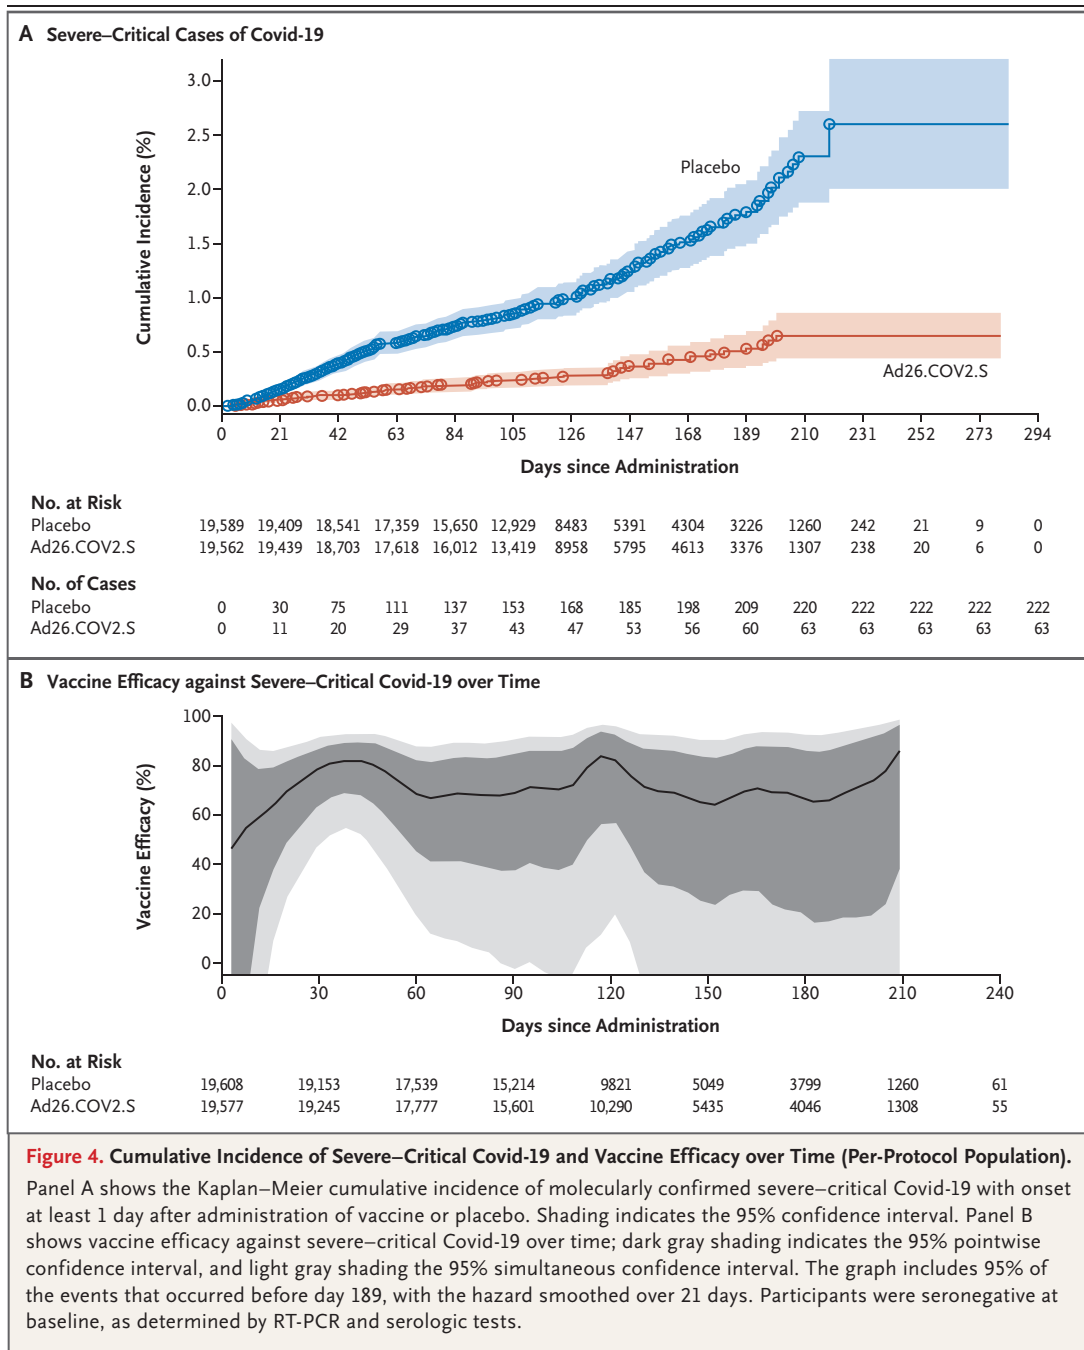 A Severe–Critical Cases of Covid-19
Cumulative Incidence (%)
3.0
2.5
2.0
1.5
1.0
0.5
0.0
Placebo
Ad26.COV2.S
0 21 42 63 84 105 126 147 168 189 210 231 252 273 294
Days since Administration
No. at Risk
Placebo 19,589 19,409 18,541 17,359 15,650 12,929 8483 5391 4304 3226 1260 242 21 9 0
Ad26.COV2.S 19,562 19,439 18,703 17,618 16,012 13,419 8958 5795 4613 3376 1307 238 20 6 0
No. of Cases
Placebo 0 30 75 111 137 153 168 185 198 209 220 222 222 222 222
Ad26.COV2.S 0 11 20 29 37 43 47 53 56 60 63 63 63 63 63
B Vaccine Efficacy against Severe–Critical Covid-19 over Time
Vaccine Efficacy (%)
100
80
60
40
20
0
0 30 60 90 120 150 180 210 240
Days since Administration
No. at Risk
Placebo 19,608 19,153 17,539 15,214 9821 5049 3799 1260 61
Ad26.COV2.S 19,577 19,245 17,777 15,601 10,290 5435 4046 1308 55
Figure 4. Cumulative Incidence of Severe–Critical Covid-19 and Vaccine Efficacy over Time (Per-Protocol Population).
Panel A shows the Kaplan–Meier cumulative incidence of molecularly confirmed severe–critical Covid-19 with onset
at least 1 day after administration of vaccine or placebo. Shading indicates the 95% confidence interval. Panel B
shows vaccine efficacy against severe–critical Covid-19 over time; dark gray shading indicates the 95% pointwise
confidence interval, and light gray shading the 95% simultaneous confidence interval. The graph includes 95% of
the events that occurred before day 189, with the hazard smoothed over 21 days. Participants were seronegative at
baseline, as determined by RT-PCR and serologic tests.